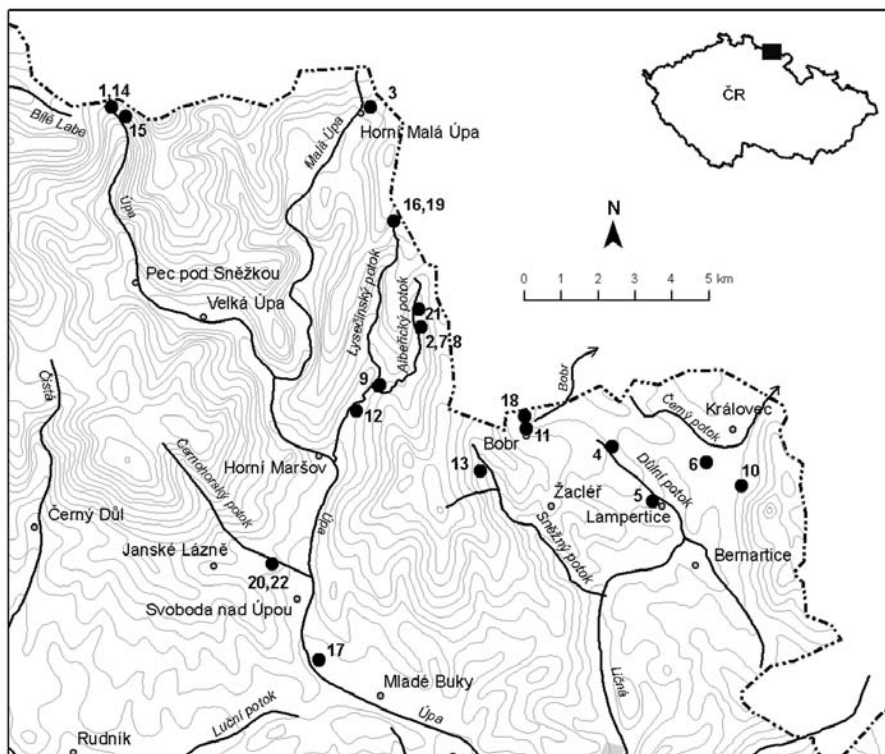 ČR
1,14
3
15
Bílé Labe
Horní Malá Úpa
Malá Úpa
16,19
N
Úpa
Pec pod Sněžkou
0 1 2 4 5 km
Velká Úpa
Lysečinský potok
Albeřický potok
21
2,7-8
Bobr
9
Čistá
12
18
11
Bobr
Černý potok
Královec
4
6
10
Důlní potok
13
Horní Maršov
Černohorský potok
Žacléř
5
Lampertice
Sněžný potok
Černý Důl
Úpa
Janské Lázně
Bernartice
20,22
Svoboda nad Úpou
17
Mladé Buky
Ličná
Luční potok
Úpa
Rudník